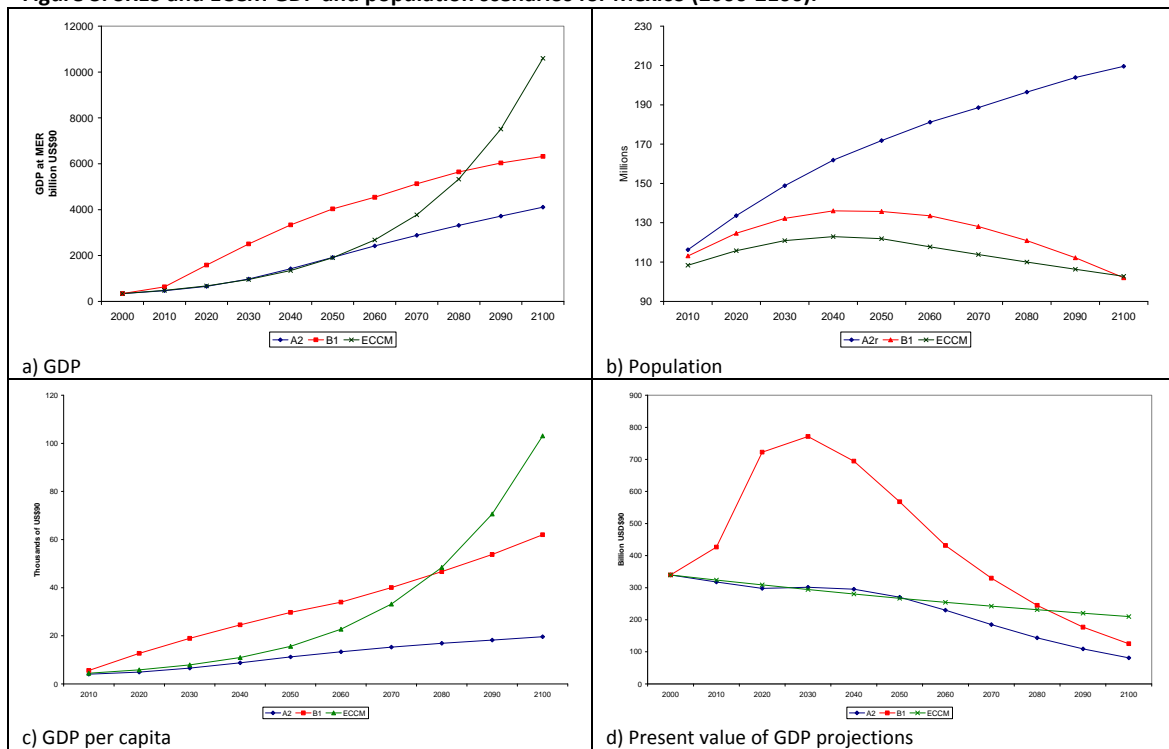 Figure SRES and ECCM GDP and population scenarios for Mexico (2000-2100).
GDP at MER
billion US$90
12000
10000
8000
6000
4000
2000
0
2000 2010 2020 2030 2040 2050 2060 2070 2080 2090 2100
A2 B1 ECCM
a) GDP
Millions
230
210
190
170
150
130
110
90
2010 2020 2030 2040 2050 2060 2070 2080 2090 2100
A2r B1 ECCM
b) Population
Thousands of US$90
120
100
80
60
40
20
0
2010 2020 2030 2040 2050 2060 2070 2080 2090 2100
A2 B1 ECCM
c) GDP per capita
Billion USD$90
900
800
700
600
500
400
300
200
100
0
2000 2010 2020 2030 2040 2050 2060 2070 2080 2090 2100
A2 B1 ECCM
d) Present value of GDP projections